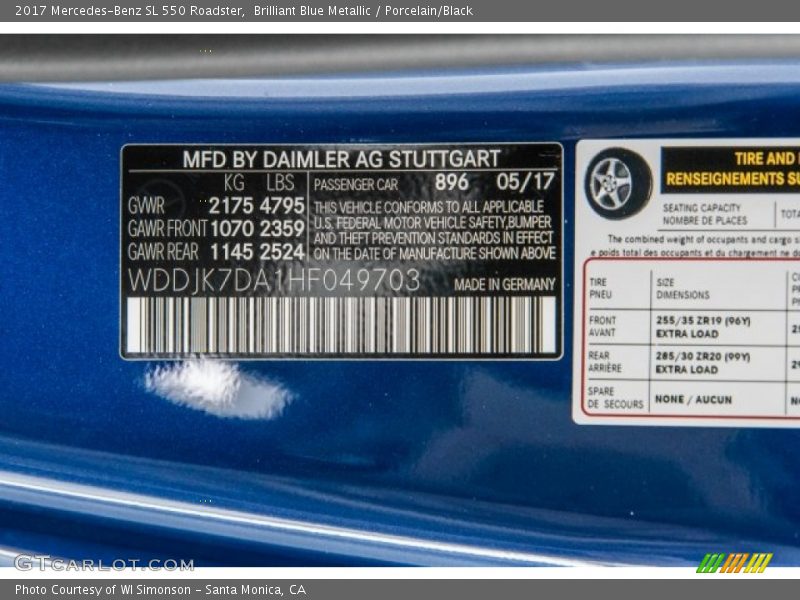 2017 Mercedes-Benz SL 550 Roadster, Brilliant Blue Metallic / Porcelain/Black
MFD BY DAIMLER AG STUTTGART
KG LBS
GVWR 2175 4795
GAWR FRONT 1070 2359
GAWR REAR 1145 2524
PASSENGER CAR 896 05/17
THIS VEHICLE CONFORMS TO ALL APPLICABLE
U.S. FEDERAL MOTOR VEHICLE SAFETY, BUMPER
AND THEFT PREVENTION STANDARDS IN EFFECT
ON THE DATE OF MANUFACTURE SHOWN ABOVE
WDDJK7DA1HF049703
MADE IN GERMANY
TIRE AND
RENSEIGNEMENTS
SEATING CAPACITY
NOMBRE DE PLACES
The combined weight of occupants and cargo
poids total des occupants et du chargement ne
TIRE SIZE
PNEU DIMENSIONS
FRONT 255/35 ZR19 (96Y)
AVANT EXTRA LOAD
REAR 285/30 ZR20 (99Y)
ARRIÈRE EXTRA LOAD
SPARE NONE / AUCUN
DE SECOURS
GTCARLOT.COM
Photo Courtesy of WI Simonson - Santa Monica, CA